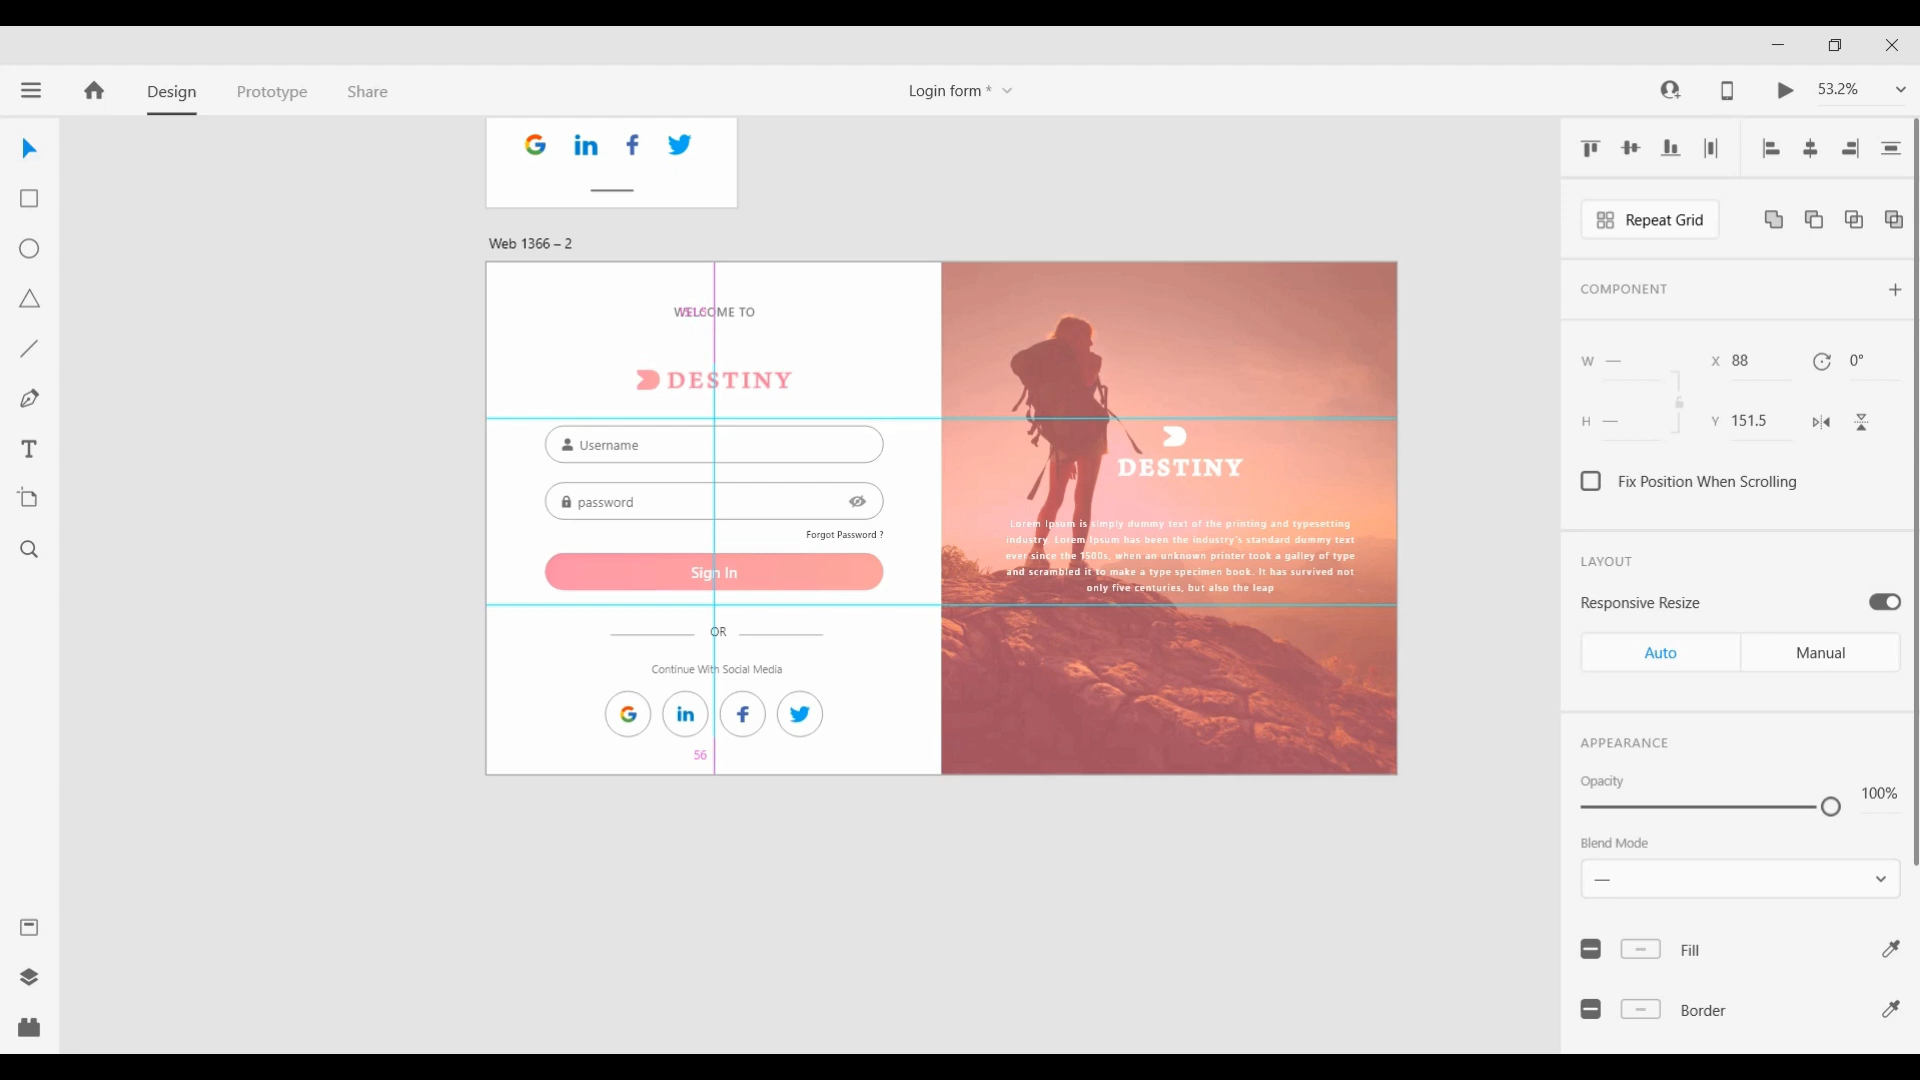 Design
Prototype
Share
Login form *
53.2%
Web 1366 – 2
WELCOME TO
DESTINY
Username
password
Forgot Password ?
Sign In
OR
Continue With Social Media
56
DESTINY
Lorem Ipsum is simply dummy text of the printing and typesetting
industry. Lorem Ipsum has been the industry's standard dummy text
ever since the 1500s, when an unknown printer took a galley of type
and scrambled it to make a type specimen book. It has survived not
only five centuries, but also the leap
Repeat Grid
COMPONENT
W — X 88 0°
H — Y 151.5
Fix Position When Scrolling
LAYOUT
Responsive Resize
Auto
Manual
APPEARANCE
Opacity
100%
Blend Mode
—
Fill
Border